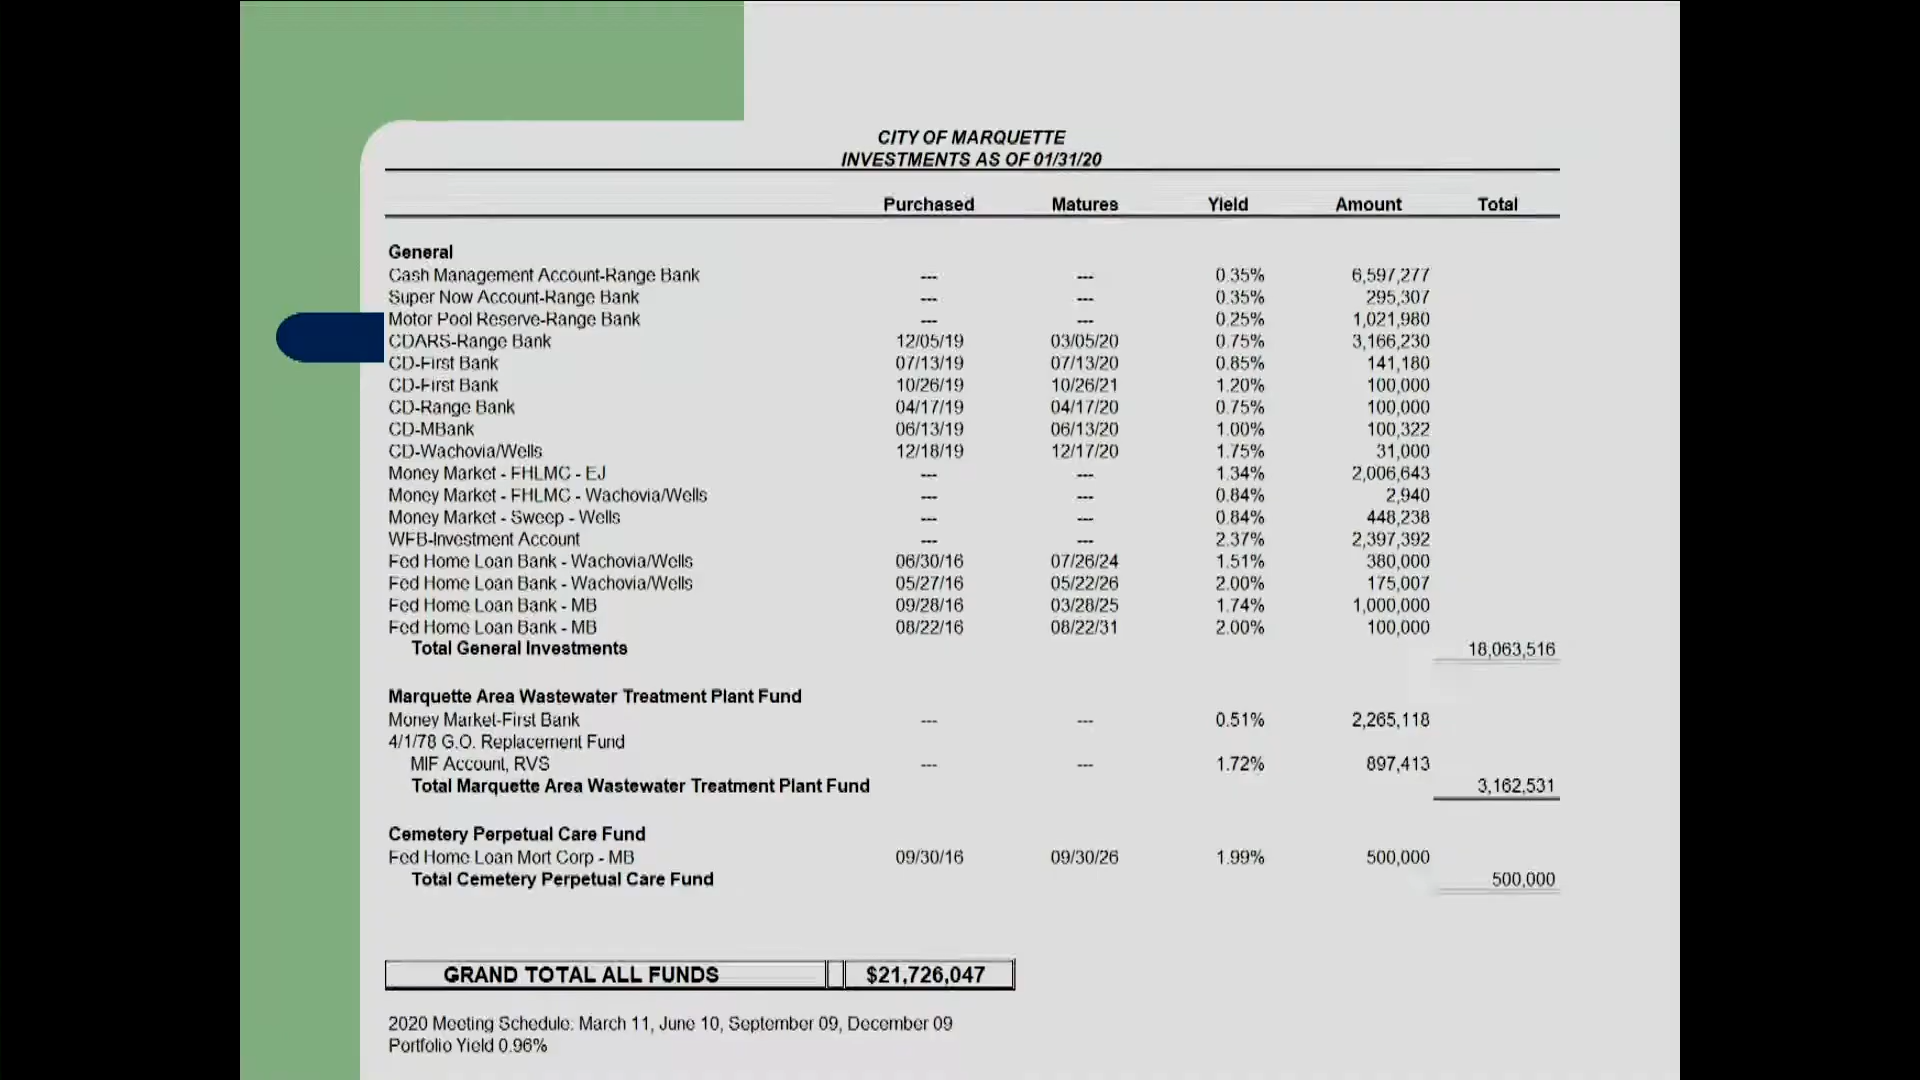 CITY OF MARQUETTE
INVESTMENTS AS OF 01/31/20
Purchased Matures Yield Amount Total
General
Cash Management Account-Range Bank --- --- 0.35% 6,597,277
Super Now Account-Range Bank --- --- 0.35% 295,307
Motor Pool Reserve-Range Bank --- --- 0.25% 1,021,980
CDARS-Range Bank 12/05/19 03/05/20 0.75% 3,166,230
CD-First Bank 07/13/19 07/13/20 0.85% 141,180
CD-First Bank 10/26/19 10/26/21 1.20% 100,000
CD-Range Bank 04/17/19 04/17/20 0.75% 100,000
CD-MBank 06/13/19 06/13/20 1.00% 100,322
CD-Wachovia/Wells 12/18/19 12/17/20 1.75% 31,000
Money Market - FHLMC - EJ --- --- 1.34% 2,006,643
Money Market - FHLMC - Wachovia/Wells --- --- 0.84% 2,940
Money Market - Sweep - Wells --- --- 0.84% 448,238
WFB-Investment Account --- --- 2.37% 2,397,392
Fed Home Loan Bank - Wachovia/Wells 06/30/16 07/26/24 1.51% 380,000
Fed Home Loan Bank - Wachovia/Wells 05/27/16 05/22/26 2.00% 175,007
Fed Home Loan Bank - MB 09/28/16 03/28/25 1.74% 1,000,000
Fed Home Loan Bank - MB 08/22/16 08/22/31 2.00% 100,000
Total General Investments 18,063,516
Marquette Area Wastewater Treatment Plant Fund
Money Market-First Bank --- --- 0.51% 2,265,118
4/1/78 G.O. Replacement Fund
MIF Account, RVS --- --- 1.72% 897,413
Total Marquette Area Wastewater Treatment Plant Fund 3,162,531
Cemetery Perpetual Care Fund
Fed Home Loan Mort Corp - MB 09/30/16 09/30/26 1.99% 500,000
Total Cemetery Perpetual Care Fund 500,000
GRAND TOTAL ALL FUNDS $21,726,047
2020 Meeting Schedule: March 11, June 10, September 09, December 09
Portfolio Yield 0.96%